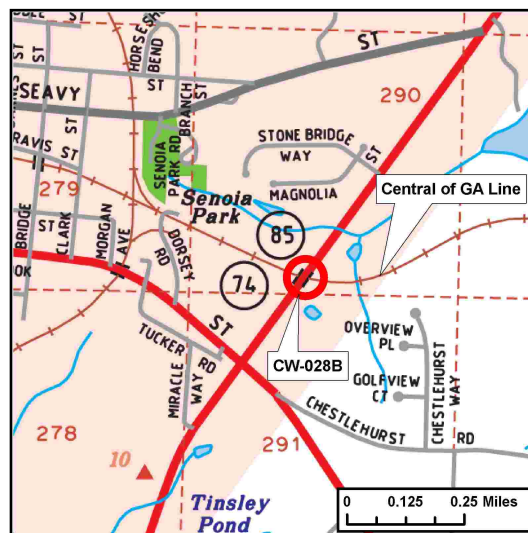 DLE ST
HORSESHOE
BEND
ST
SEAVY
ST
BRANCH ST
290
STONE BRIDGE
WAY
ST
MAGNOLIA
Central of GA Line
RAVIS ST
SENOIA
PARK RD
Senoia
Park
279
BRIDGE
ST
CLARK
MORGAN
AVE
DORSEY
RD
85
74
OOK
ST
TUCKER RD
MIRACLE
WAY
CW-028B
OVERVIEW
PL
GOLFVIEW
CT
CHESTLEHURST
WAY
CHESTLEHURST RD
278
291
10
Tinsley
Pond
0 0.125 0.25 Miles